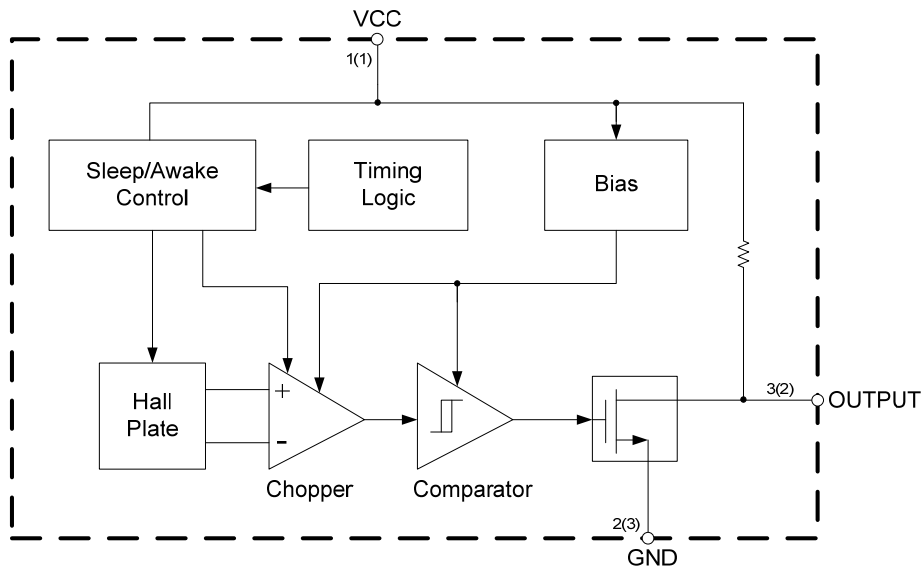 VCC
1(1)
Sleep/Awake
Control
Timing
Logic
Bias
Hall
Plate
+
-
Chopper
Comparator
3(2)
OUTPUT
2(3)
GND